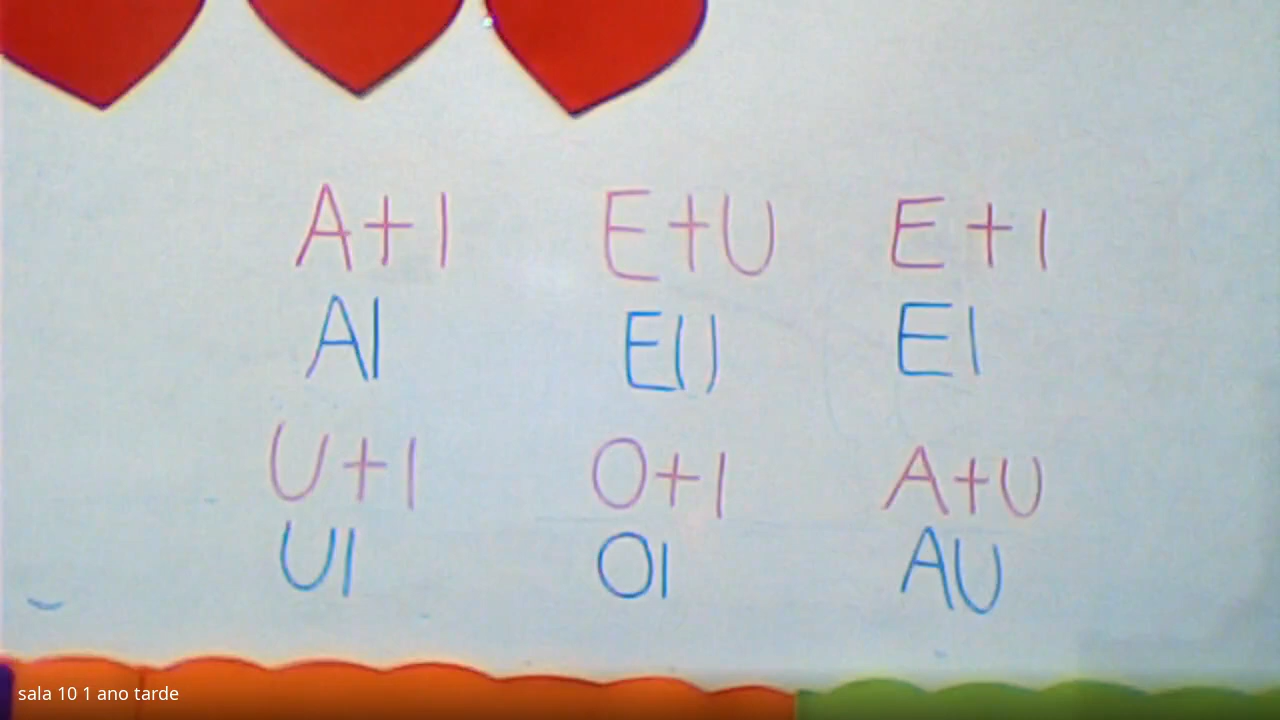 A+I E+U E+I
AI EU EI
U+I O+I A+U
UI OI AU
sala 10 1 ano tarde